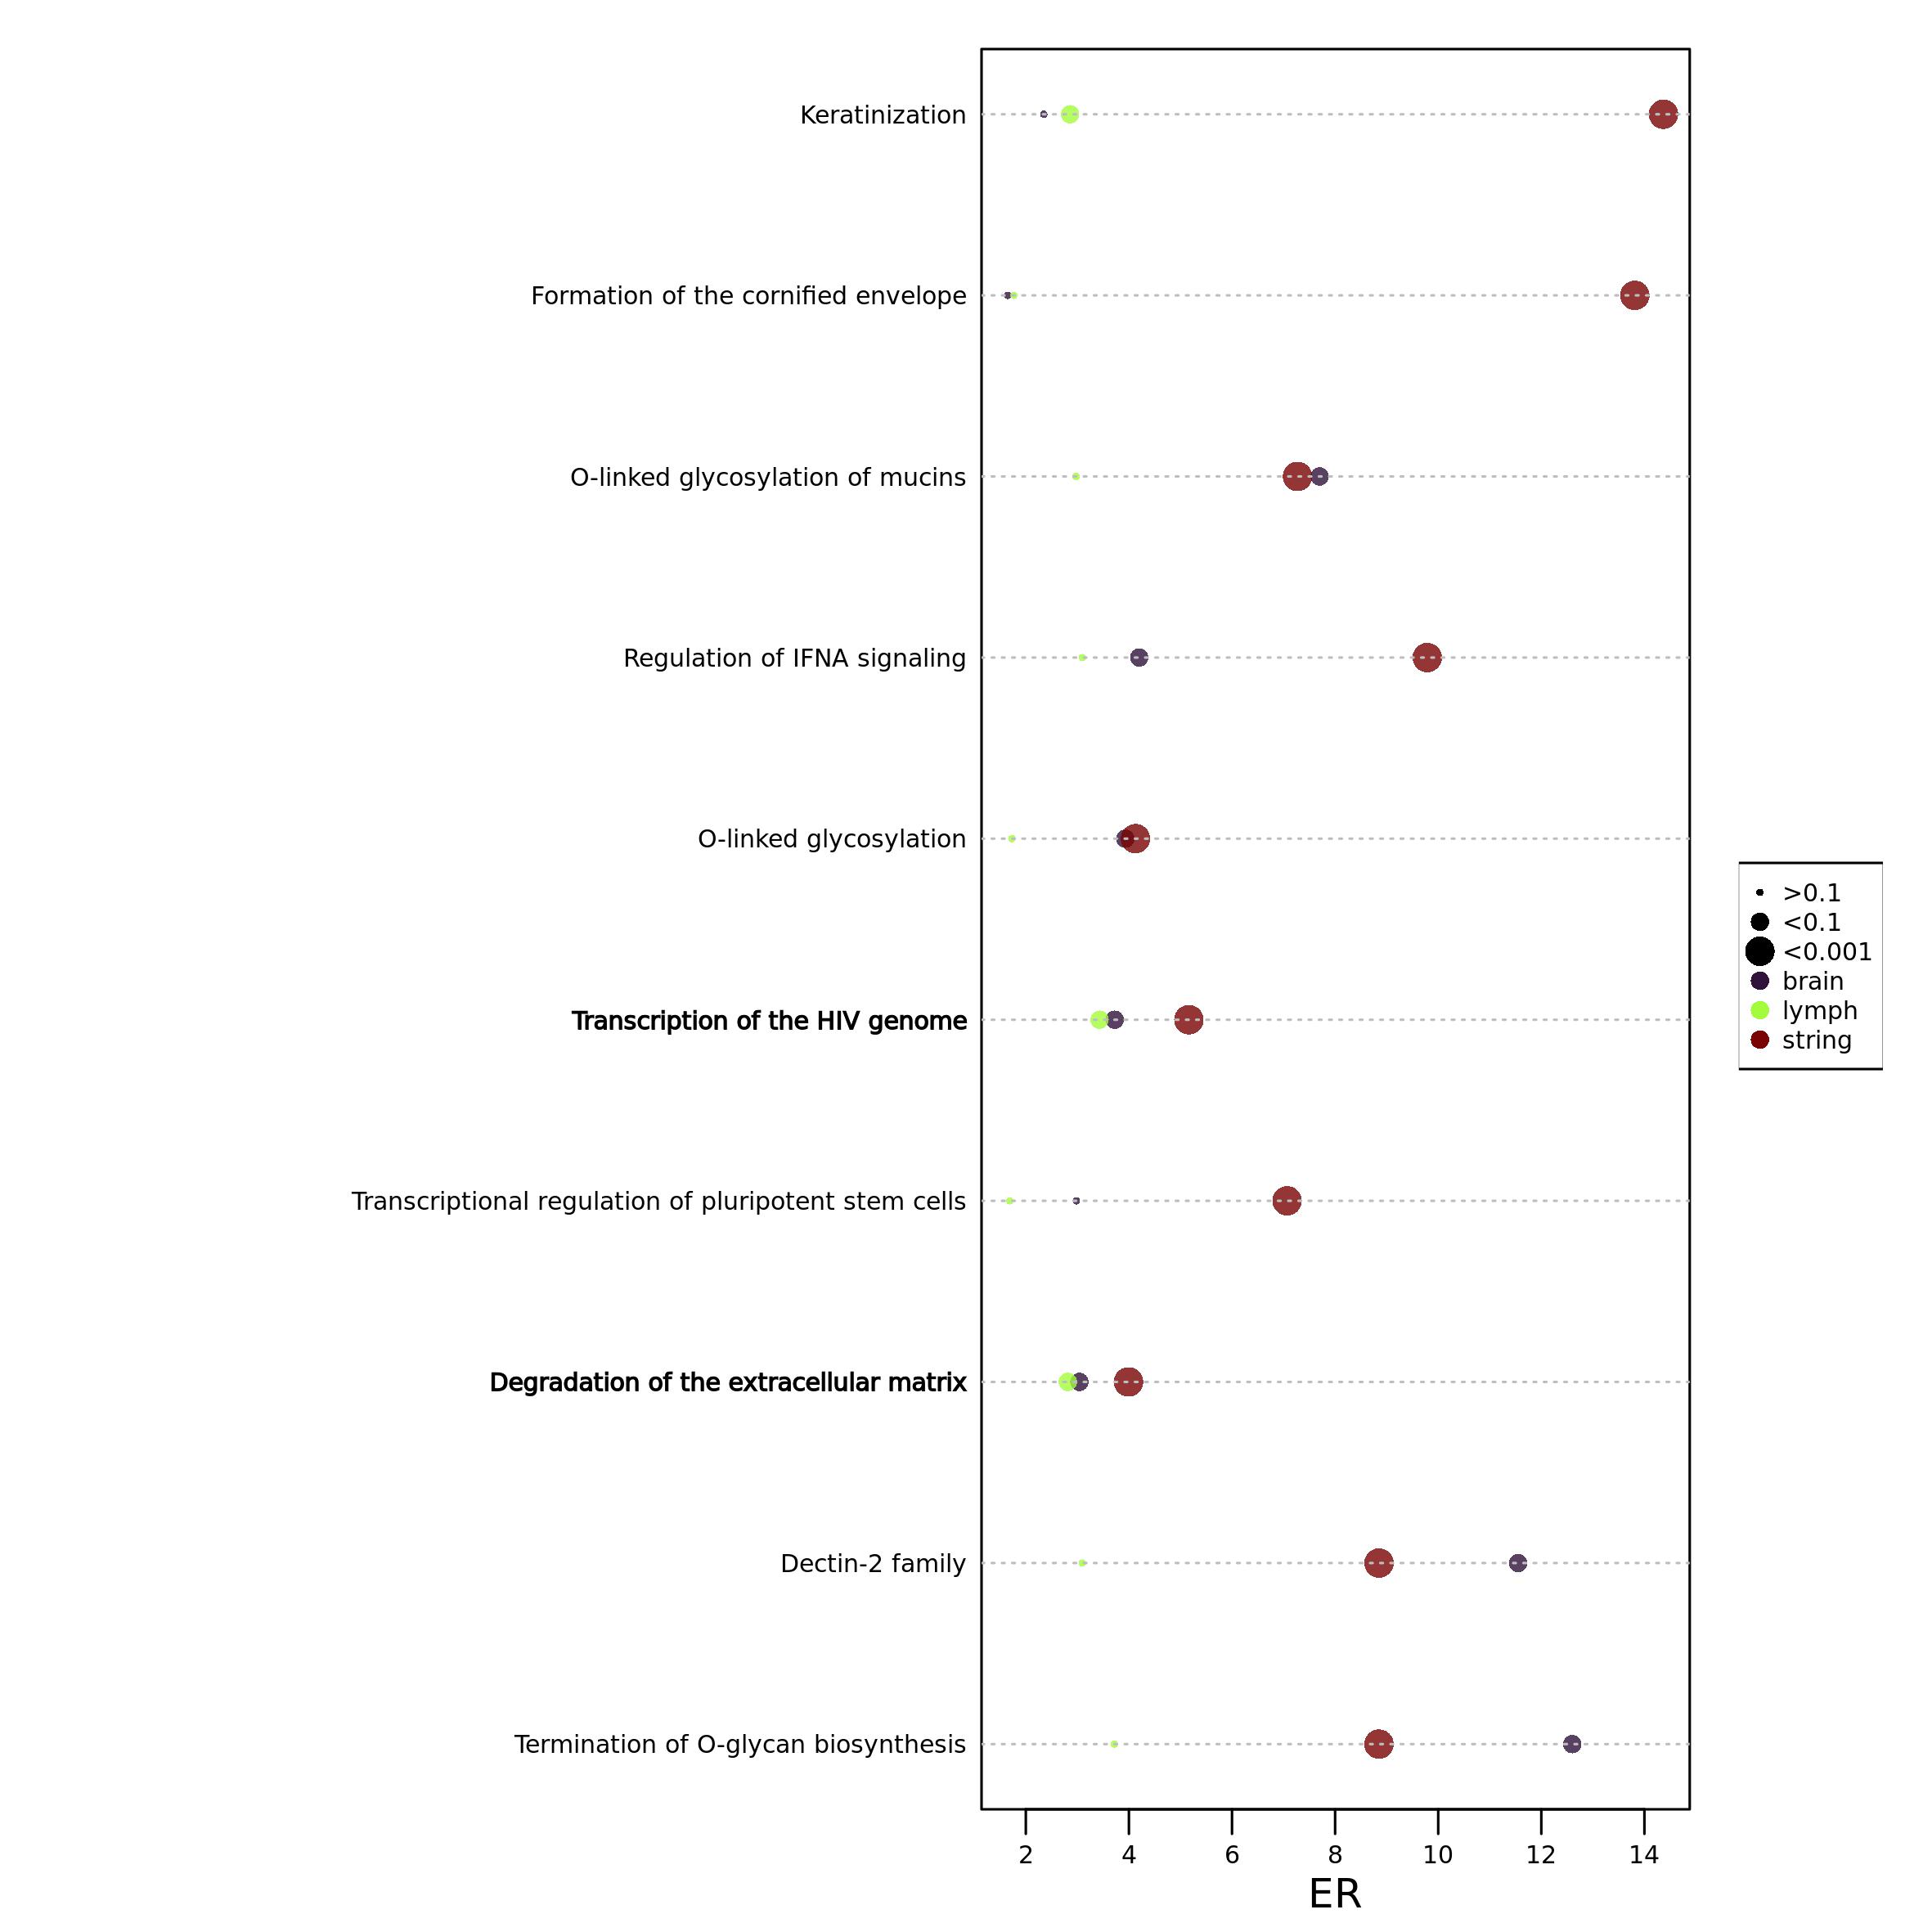 Keratinization
Formation of the cornified envelope
O-linked glycosylation of mucins
Regulation of IFNA signaling
O-linked glycosylation
Transcription of the HIV genome
Transcriptional regulation of pluripotent stem cells
Degradation of the extracellular matrix
Dectin-2 family
Termination of O-glycan biosynthesis
2 4 6 8 10 12 14
ER
>0.1
<0.1
<0.001
brain
lymph
string